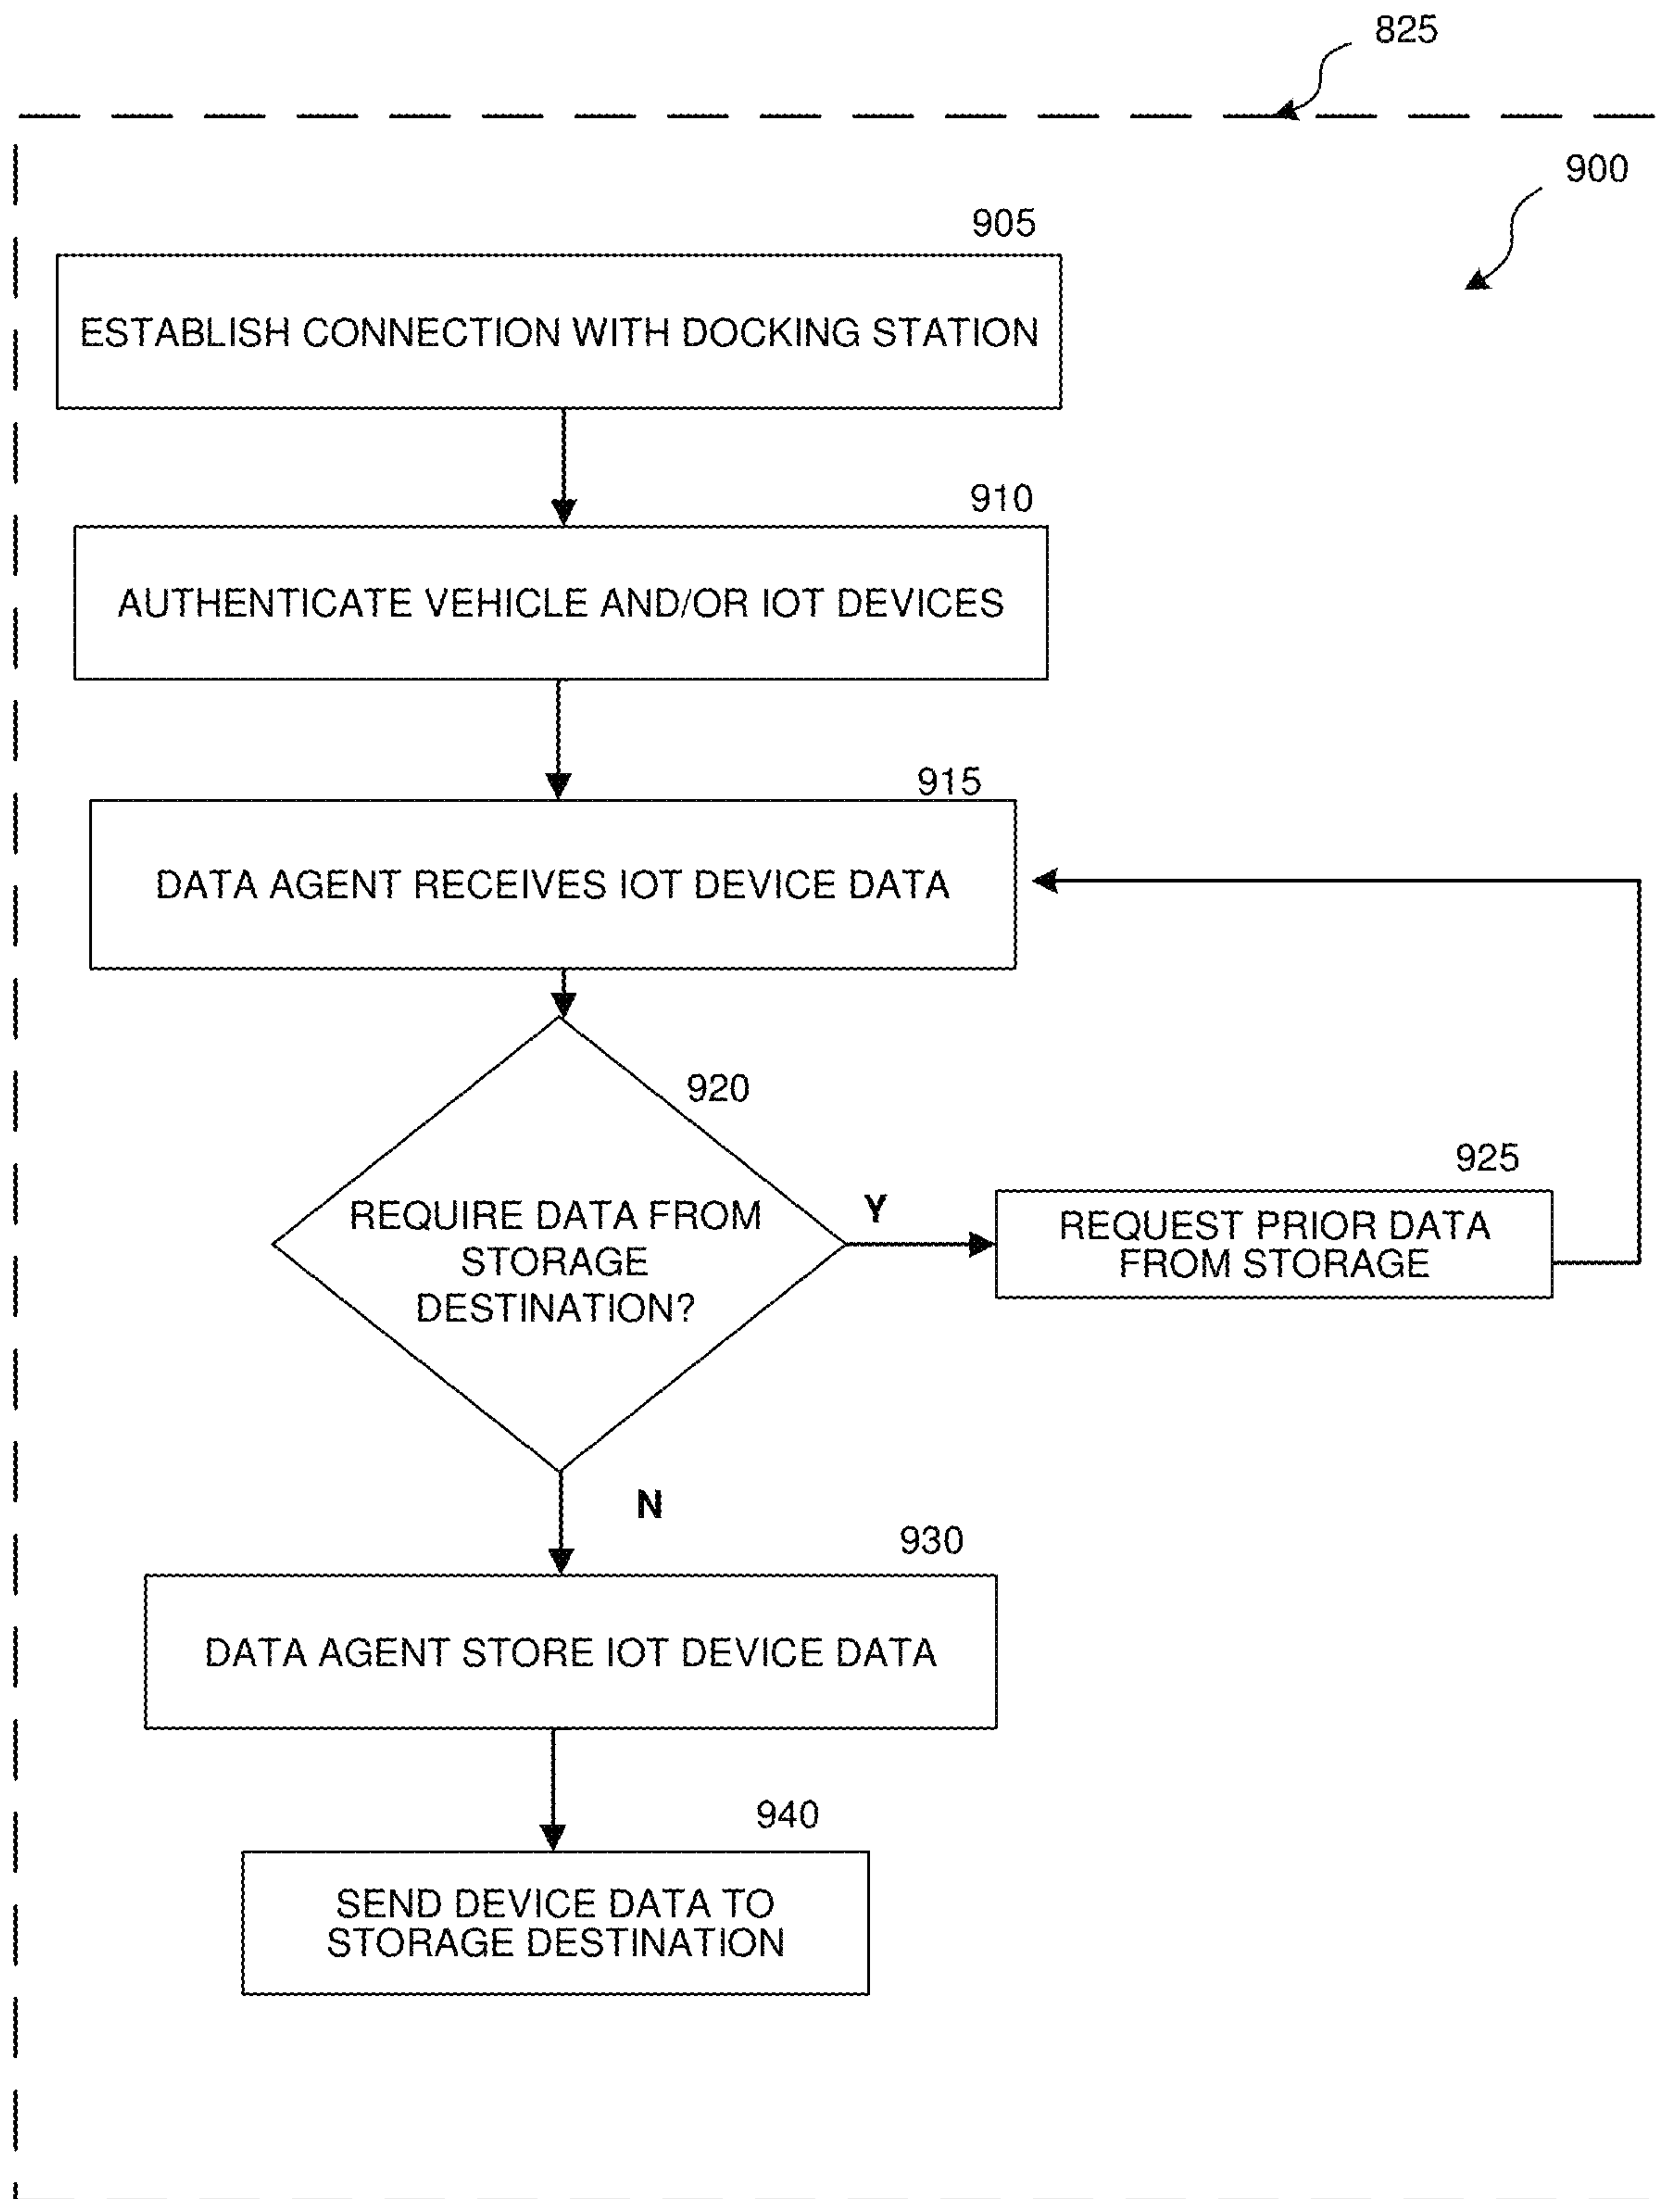 825
900
905
ESTABLISH CONNECTION WITH DOCKING STATION
910
AUTHENTICATE VEHICLE AND/OR IOT DEVICES
915
DATA AGENT RECEIVES IOT DEVICE DATA
920
REQUIRE DATA FROM
STORAGE
DESTINATION?
Y
925
REQUEST PRIOR DATA
FROM STORAGE
N
930
DATA AGENT STORE IOT DEVICE DATA
940
SEND DEVICE DATA TO
STORAGE DESTINATION